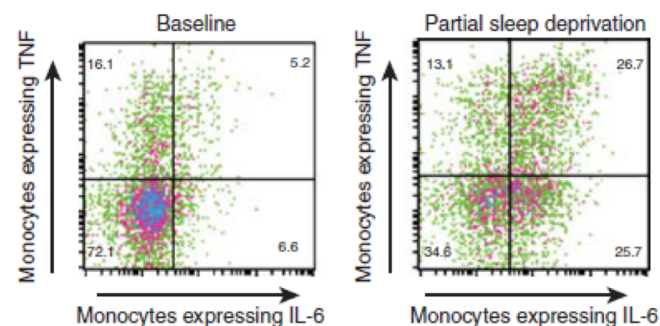 Baseline
Partial sleep deprivation
Monocytes expressing TNF
16.1
5.2
72.1
6.6
Monocytes expressing IL-6
Monocytes expressing TNF
13.1
26.7
34.6
25.7
Monocytes expressing IL-6